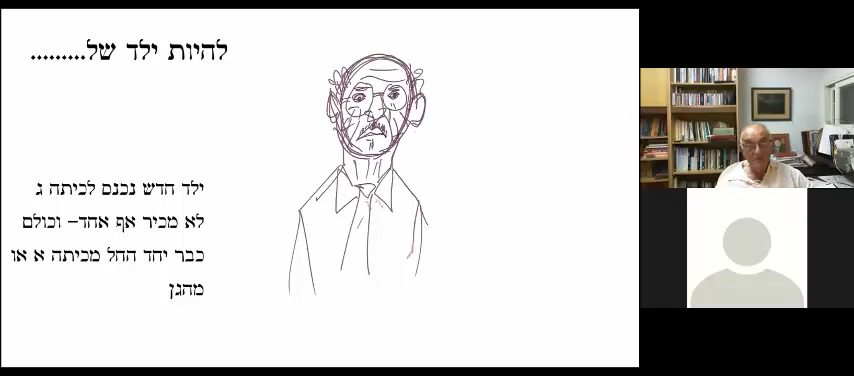 להיות ילד של.........
ילד חדש נכנס לכיתה ג
לא מכיר אף אחד– וכולם
כבר יחד החל מכיתה א או
מהגן